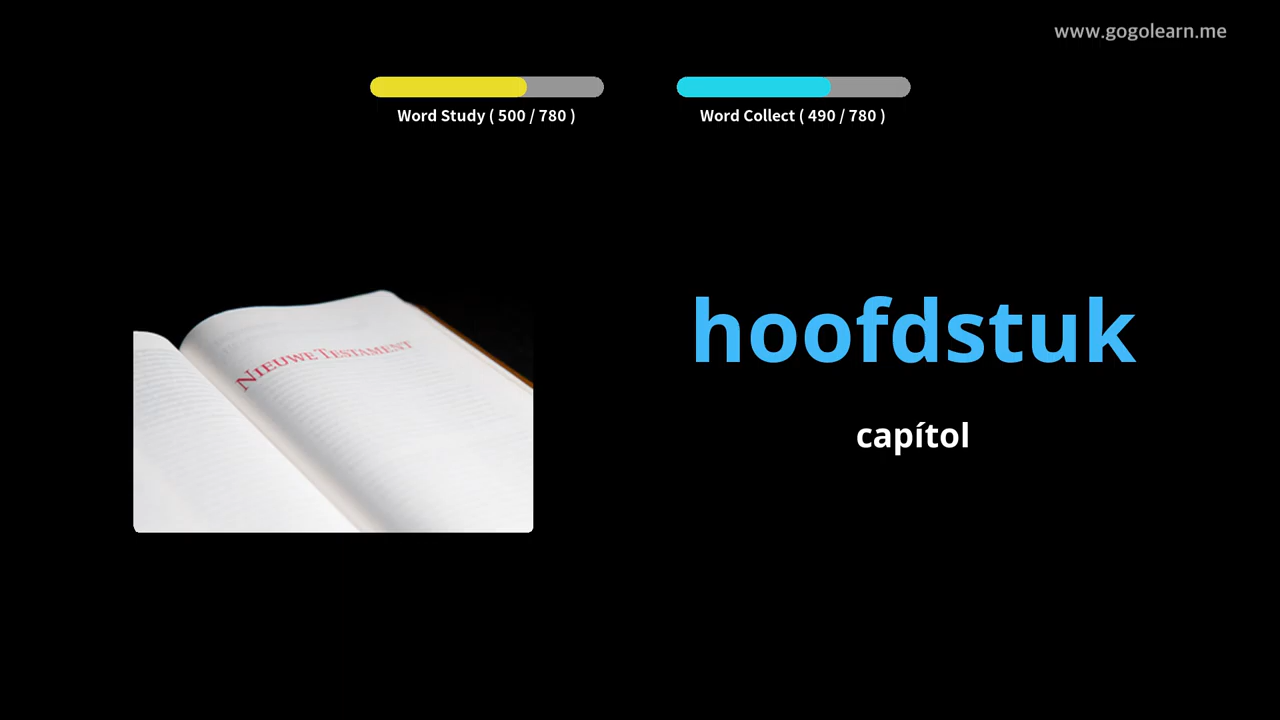 www.gogolearn.me
Word Study ( 500 / 780 )
Word Collect ( 490 / 780 )
NIEUWE TESTAMENT
hoofdstuk
capítol